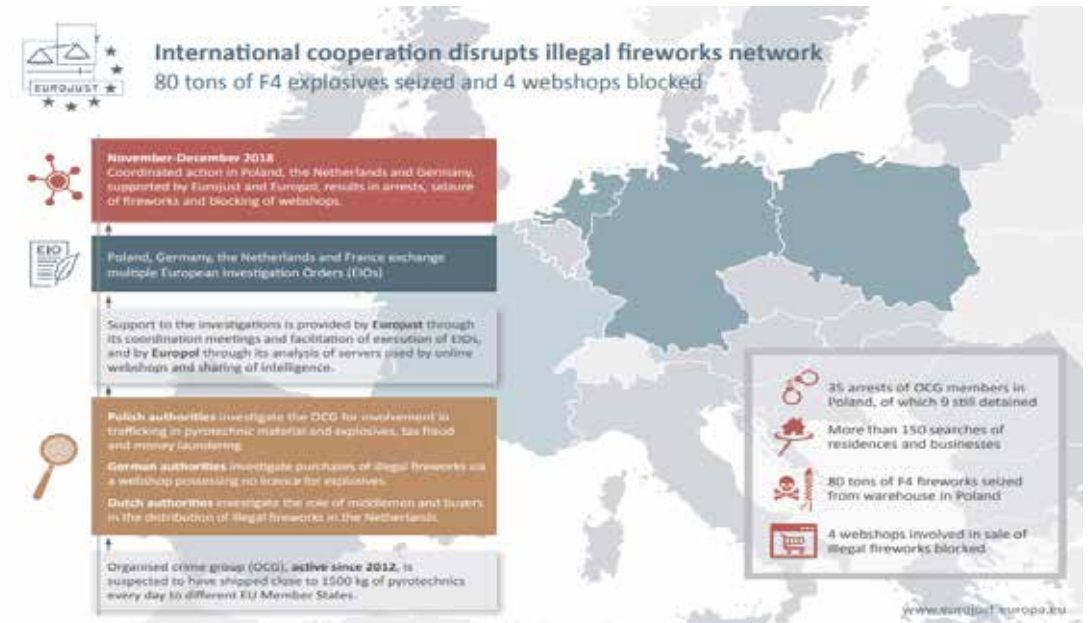 EUROJUST
International cooperation disrupts illegal fireworks network
80 tons of F4 explosives seized and 4 webshops blocked
November-December 2018
Coordinated action in Poland, the Netherlands and Germany,
supported by Eurojust and Europol, results in arrests, seizure
of fireworks and blocking of webshops.
EIO
Poland, Germany, the Netherlands and France exchange
multiple European Investigation Orders (EIOs)
Support to the investigations is provided by Eurojust through
its coordination meetings and facilitation of execution of EIOs,
and by Europol through its analysis of servers used by online
webshops and sharing of intelligence.
Polish authorities investigate the OCG for involvement in
trafficking in pyrotechnic material and explosives, tax fraud
and money laundering.
German authorities investigate purchases of illegal fireworks via
a webshop possessing no licence for explosives.
Dutch authorities investigate the role of middlemen and buyers
in the distribution of illegal fireworks in the Netherlands.
Organised crime group (OCG), active since 2012, is
suspected to have shipped close to 1500 kg of pyrotechnics
every day to different EU Member States.
35 arrests of OCG members in
Poland, of which 9 still detained
More than 150 searches of
residences and businesses
80 tons of F4 fireworks seized
from warehouse in Poland
4 webshops involved in sale of
illegal fireworks blocked
www.eurojust.europa.eu